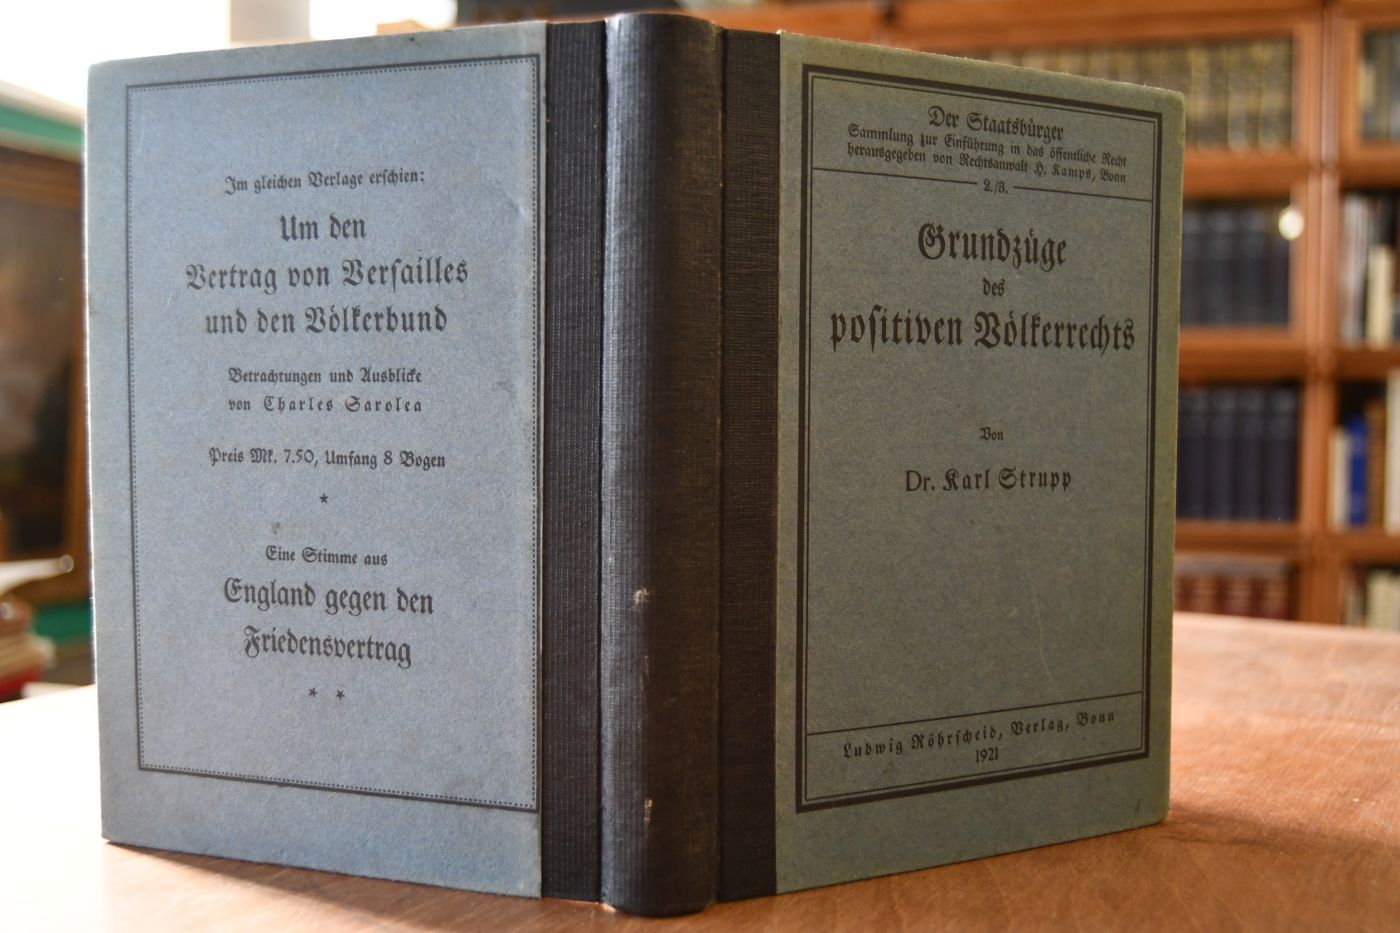 Im gleichen Verlage erschien:
Um den
Vertrag von Versailles
und den Völkerbund
Betrachtungen und Ausblicke
von Charles Sarolea
Preis Mk. 7.50, Umfang 8 Bogen
*
Eine Stimme aus
England gegen den
Friedensvertrag
* *
Der Staatsbürger
Sammlung zur Einführung in das öffentliche Recht
herausgegeben von Rechtsanwalt H. Kamps, Bonn
2./3.
Grundzüge
des
positiven Völkerrechts
Von
Dr. Karl Strupp
Ludwig Röhrscheid, Verlag, Bonn
1921